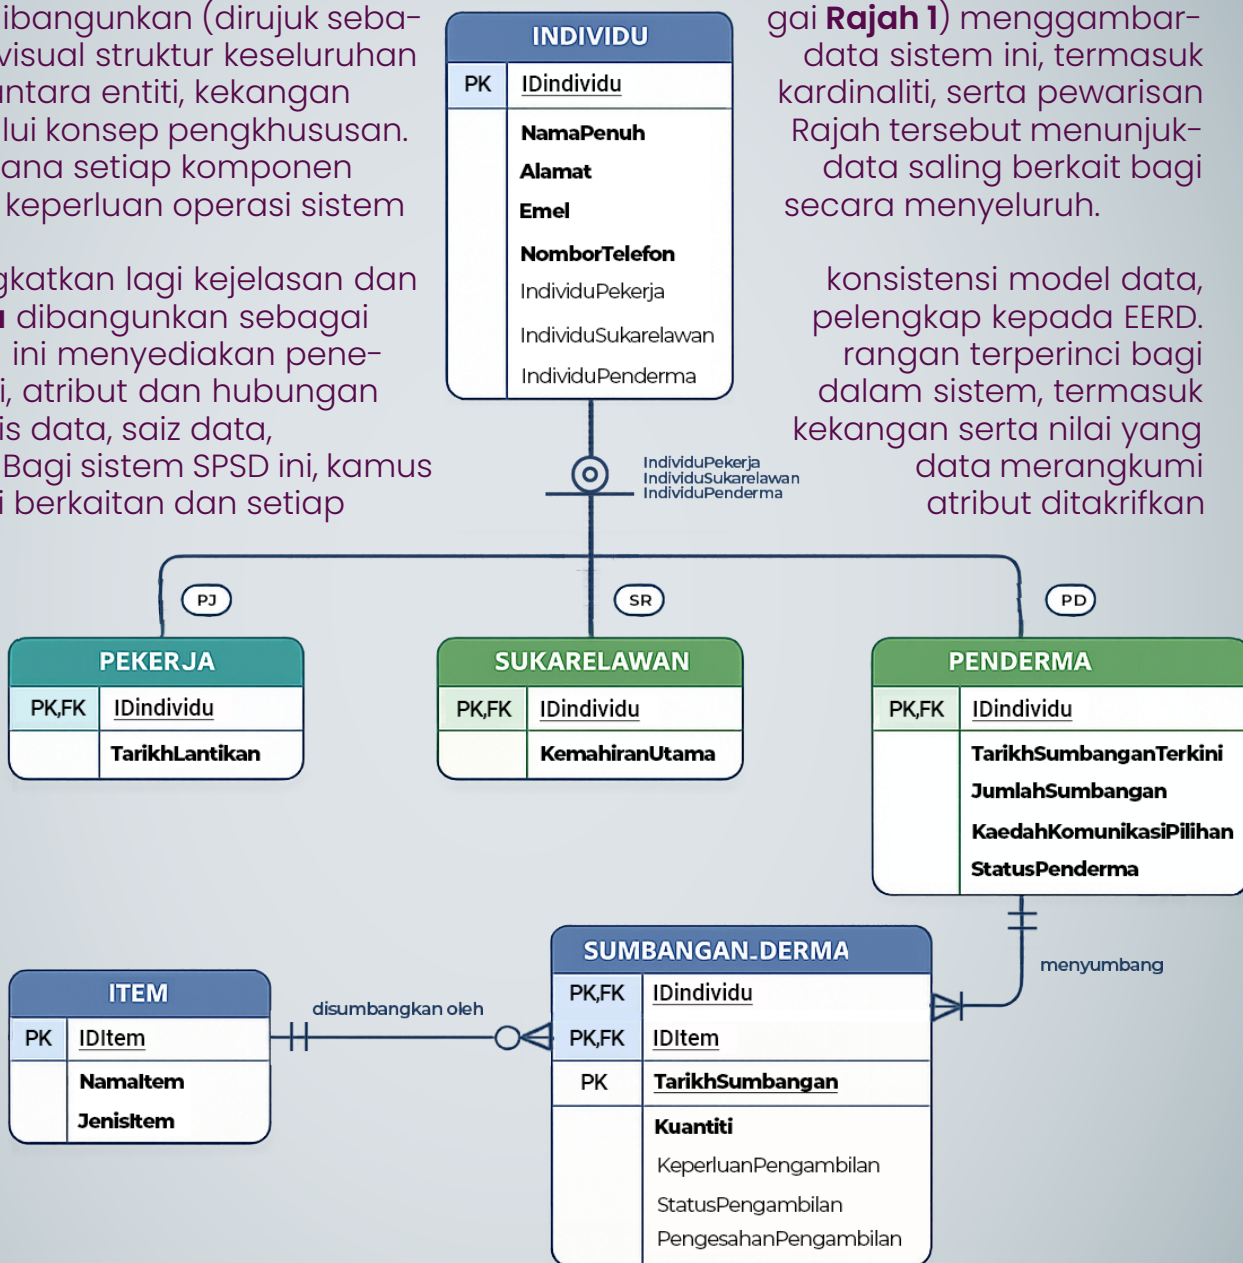 ibangunkan (dirujuk seba-
visual struktur keseluruhan
antara entiti, kekangan
lui konsep pengkhususan.
ana setiap komponen
keperluan operasi sistem
gkatkan lagi kejelasan dan
dibangunkan sebagai
ini menyediakan pene-
i, atribut dan hubungan
is data, saiz data,
Bagi sistem SPSD ini, kamus
i berkaitan dan setiap
gai Rajah 1) menggambar-
data sistem ini, termasuk
kardinaliti, serta pewarisan
Rajah tersebut menunjuk-
data saling berkait bagi
secara menyeluruh.
konsistensi model data,
pelengkap kepada EERD.
rangan terperinci bagi
dalam sistem, termasuk
kekangan serta nilai yang
data merangkumi
atribut ditakrifkan
INDIVIDU
PK IDindividu
NamaPenuh
Alamat
Emel
NomborTelefon
IndividuPekerja
IndividuSukarelawan
IndividuPenderma
IndividuPekerja
IndividuSukarelawan
IndividuPenderma
PJ
SR
PD
PEKERJA
PK,FK IDindividu
TarikhLantikan
SUKARELAWAN
PK,FK IDindividu
KemahiranUtama
PENDERMA
PK,FK IDindividu
TarikhSumbanganTerkini
JumlahSumbangan
KaedahKomunikasiPilihan
StatusPenderma
menyumbang
ITEM
PK IDItem
NamaItem
JenisItem
disumbangkan oleh
SUMBANGAN_DERMA
PK,FK IDindividu
PK,FK IDItem
PK TarikhSumbangan
Kuantiti
KeperluanPengambilan
StatusPengambilan
PengesahanPengambilan